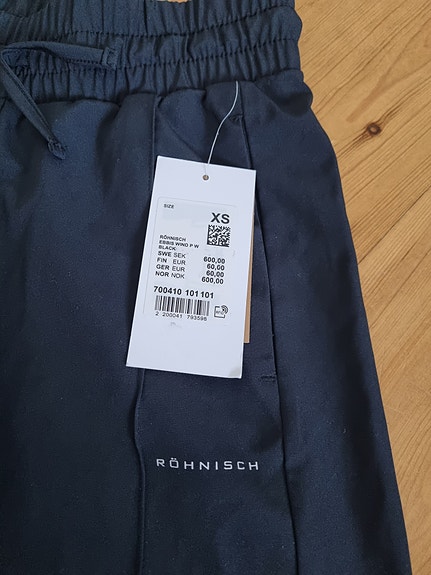 SIZE
XS
RÖHNISCH
EBBIS WIND P W
BLACK
SWE SEK 600,00
FIN EUR 60,00
GER EUR 60,00
NOR NOK 600,00
700410 101 101
2 200041 793598
RÖHNISCH